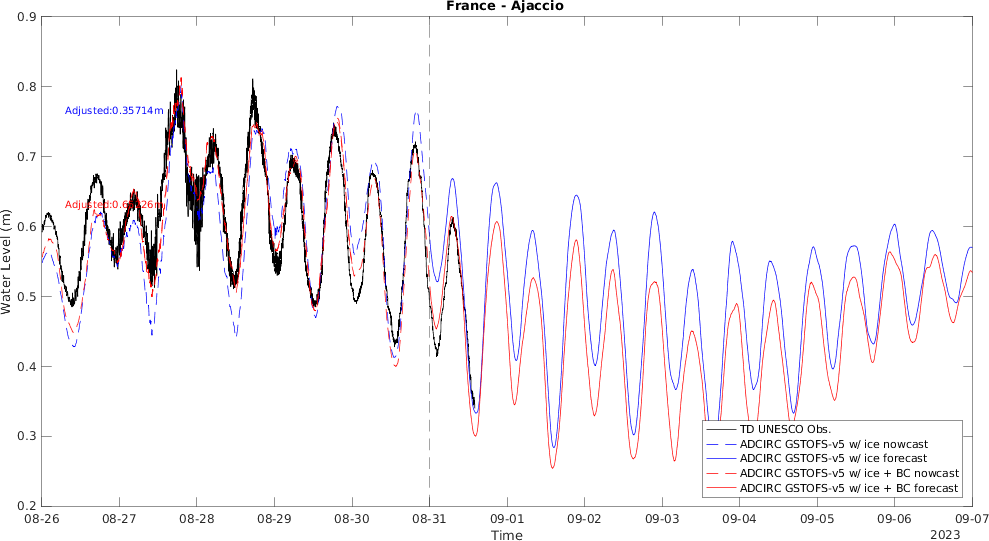 France - Ajaccio
0.9
0.8
0.7
0.6
0.5
0.4
0.3
0.2
Water Level (m)
Adjusted:0.35714m
TD UNESCO Obs.
ADCIRC GSTOFS-v5 w/ ice nowcast
ADCIRC GSTOFS-v5 w/ ice forecast
ADCIRC GSTOFS-v5 w/ ice + BC nowcast
ADCIRC GSTOFS-v5 w/ ice + BC forecast
08-26 08-27 08-28 08-29 08-30 08-31 09-01 09-02 09-03 09-04 09-05 09-06 09-07
Time
2023